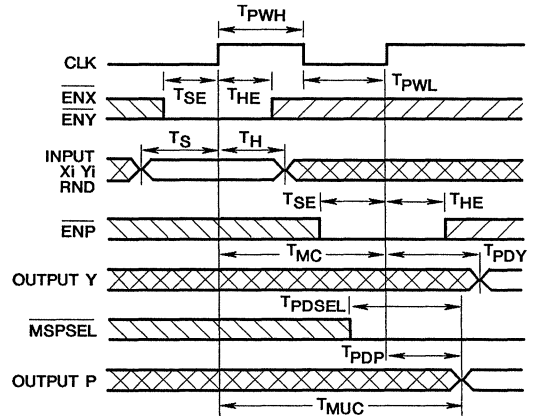 TPWH
CLK
TPWL
ENX
ENY
TSE THE
INPUT
Xi Yi
RND
TS TH
TSE THE
ENP
TMC TPDY
OUTPUT Y
TPDSEL
MSPSEL
TPDP
OUTPUT P
TMUC